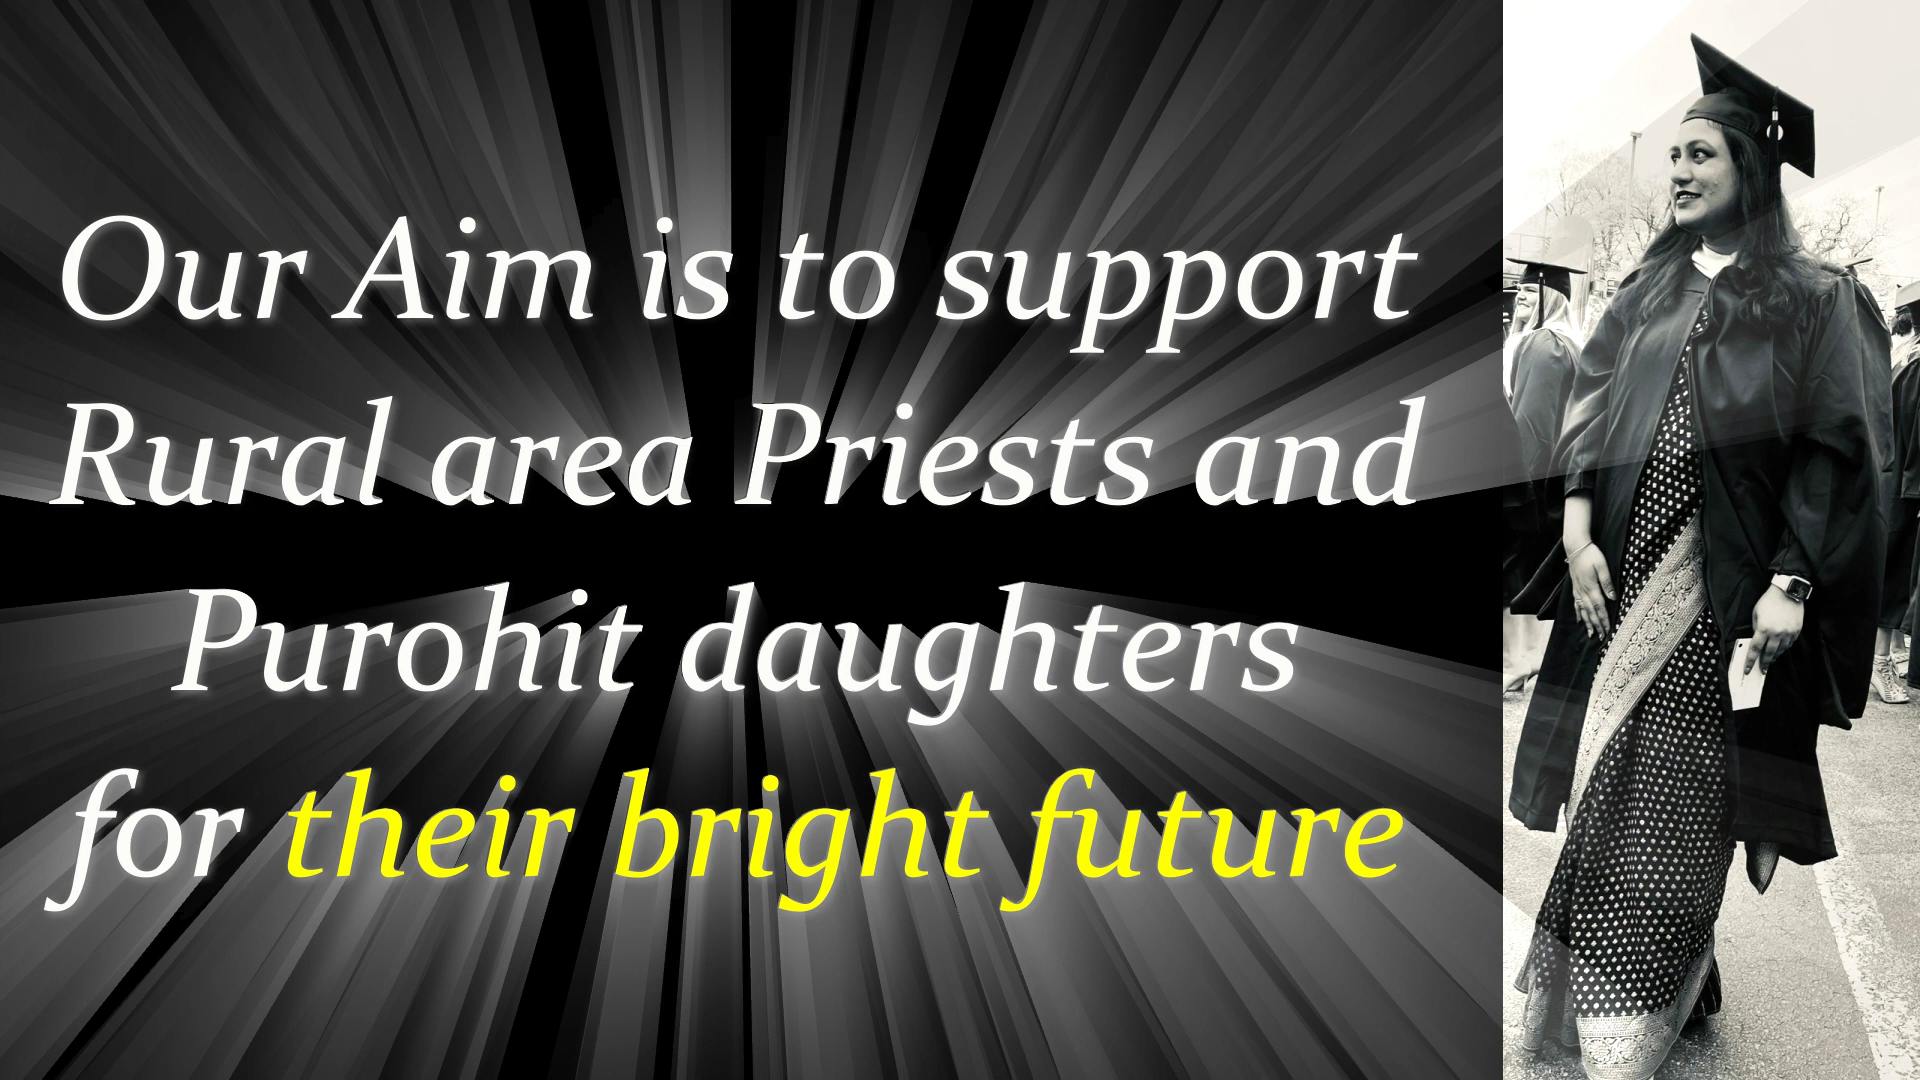 Our Aim is to support
Rural area Priests and
Purohit daughters
for their bright future